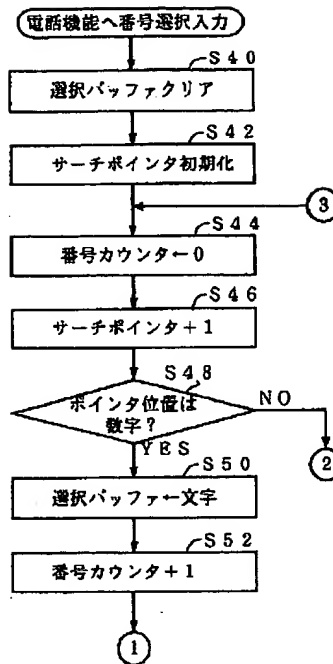 電話機能へ番号選択入力
S40
選択バッファクリア
S42
サーチポインタ初期化
3
S44
番号カウンター←0
S46
サーチポインタ+1
S48
ポインタ位置は
数字?
NO
2
YES
S50
選択バッファ←文字
S52
番号カウンタ+1
1